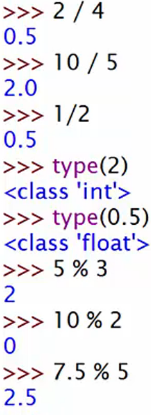 >>> 2 / 4
0.5
>>> 10 / 5
2.0
>>> 1/2
0.5
>>> type(2)
<class 'int'>
>>> type(0.5)
<class 'float'>
>>> 5 % 3
2
>>> 10 % 2
0
>>> 7.5 % 5
2.5